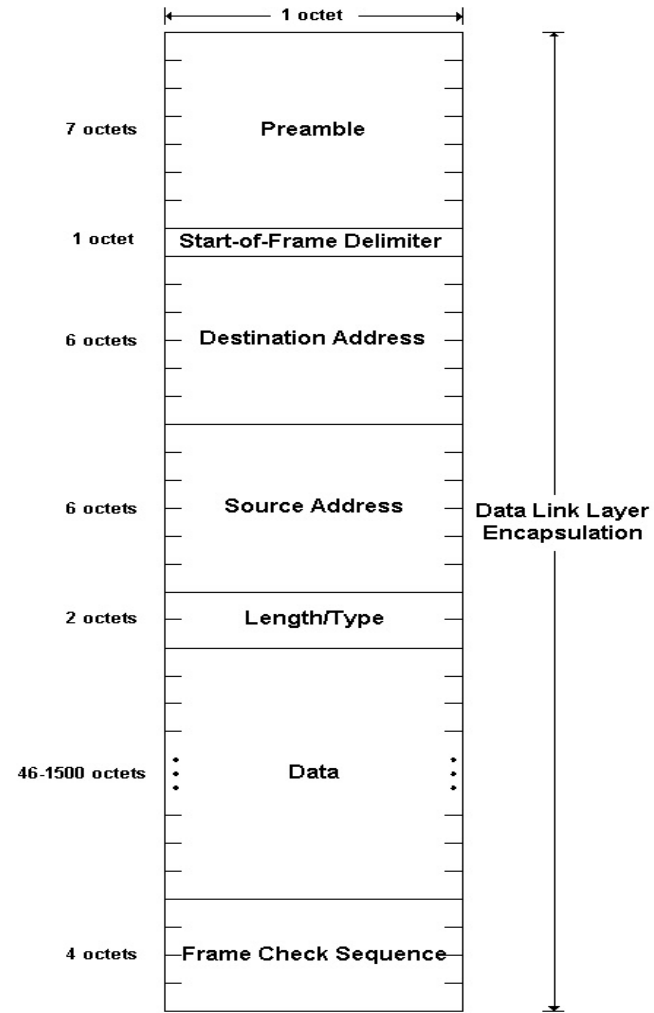 1 octet
7 octets
Preamble
1 octet
Start-of-Frame Delimiter
6 octets
Destination Address
6 octets
Source Address
Data Link Layer
Encapsulation
2 octets
Length/Type
46-1500 octets
Data
4 octets
Frame Check Sequence